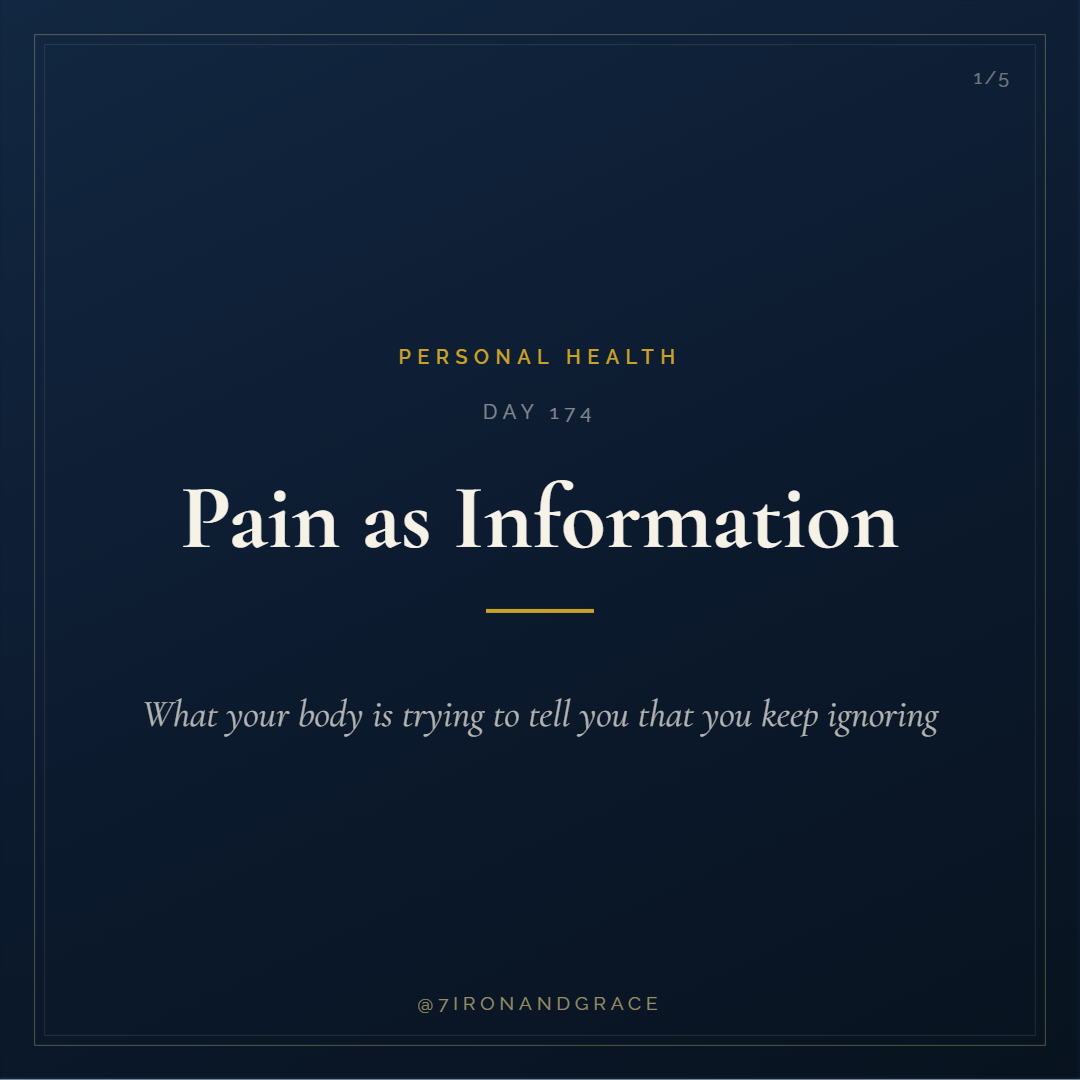 1/5
PERSONAL HEALTH
DAY 174
Pain as Information
What your body is trying to tell you that you keep ignoring
@7IRONANDGRACE